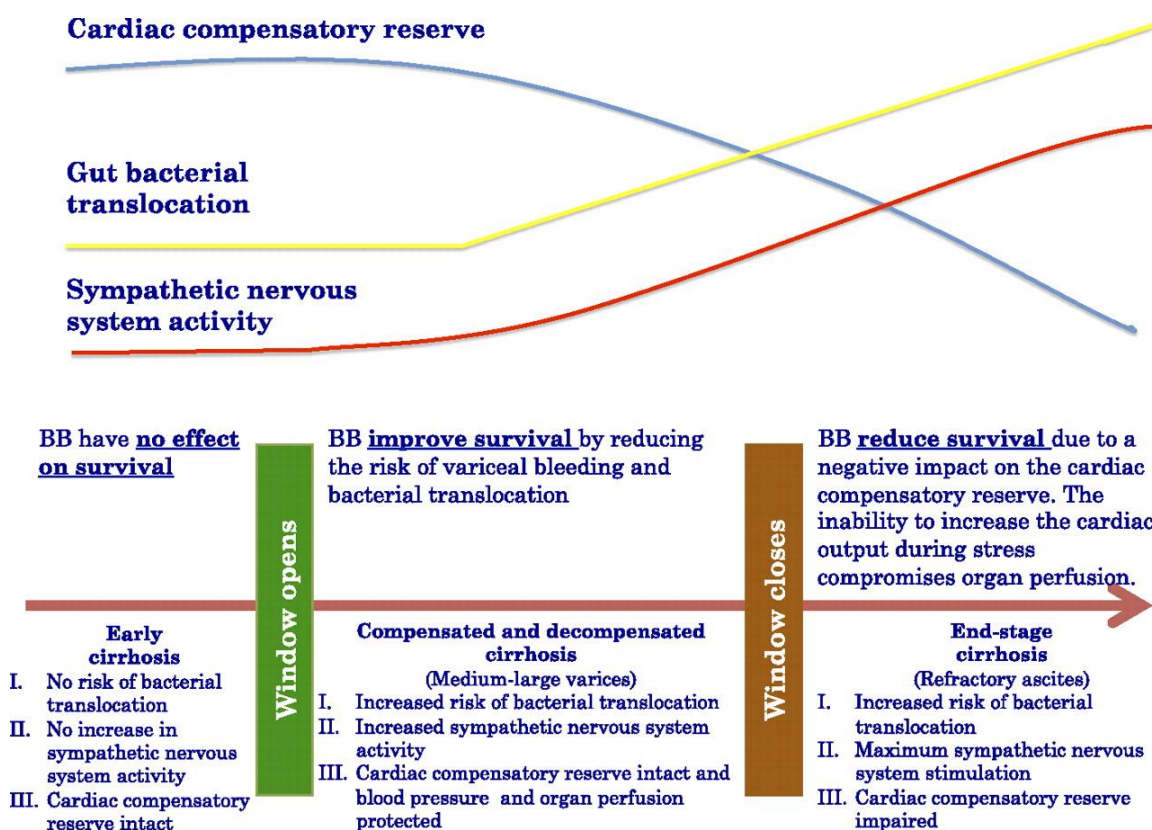 Cardiac compensatory reserve
Gut bacterial
translocation
Sympathetic nervous
system activity
BB have no effect
on survival
Window opens
BB improve survival by reducing
the risk of variceal bleeding and
bacterial translocation
Window closes
BB reduce survival due to a
negative impact on the cardiac
compensatory reserve. The
inability to increase the cardiac
output during stress
compromises organ perfusion.
Early
cirrhosis
I. No risk of bacterial
translocation
II. No increase in
sympathetic nervous
system activity
III. Cardiac compensatory
reserve intact
Compensated and decompensated
cirrhosis
(Medium-large varices)
I. Increased risk of bacterial translocation
II. Increased sympathetic nervous system
activity
III. Cardiac compensatory reserve intact and
blood pressure and organ perfusion
protected
End-stage
cirrhosis
(Refractory ascites)
I. Increased risk of bacterial
translocation
II. Maximum sympathetic nervous
system stimulation
III. Cardiac compensatory reserve
impaired